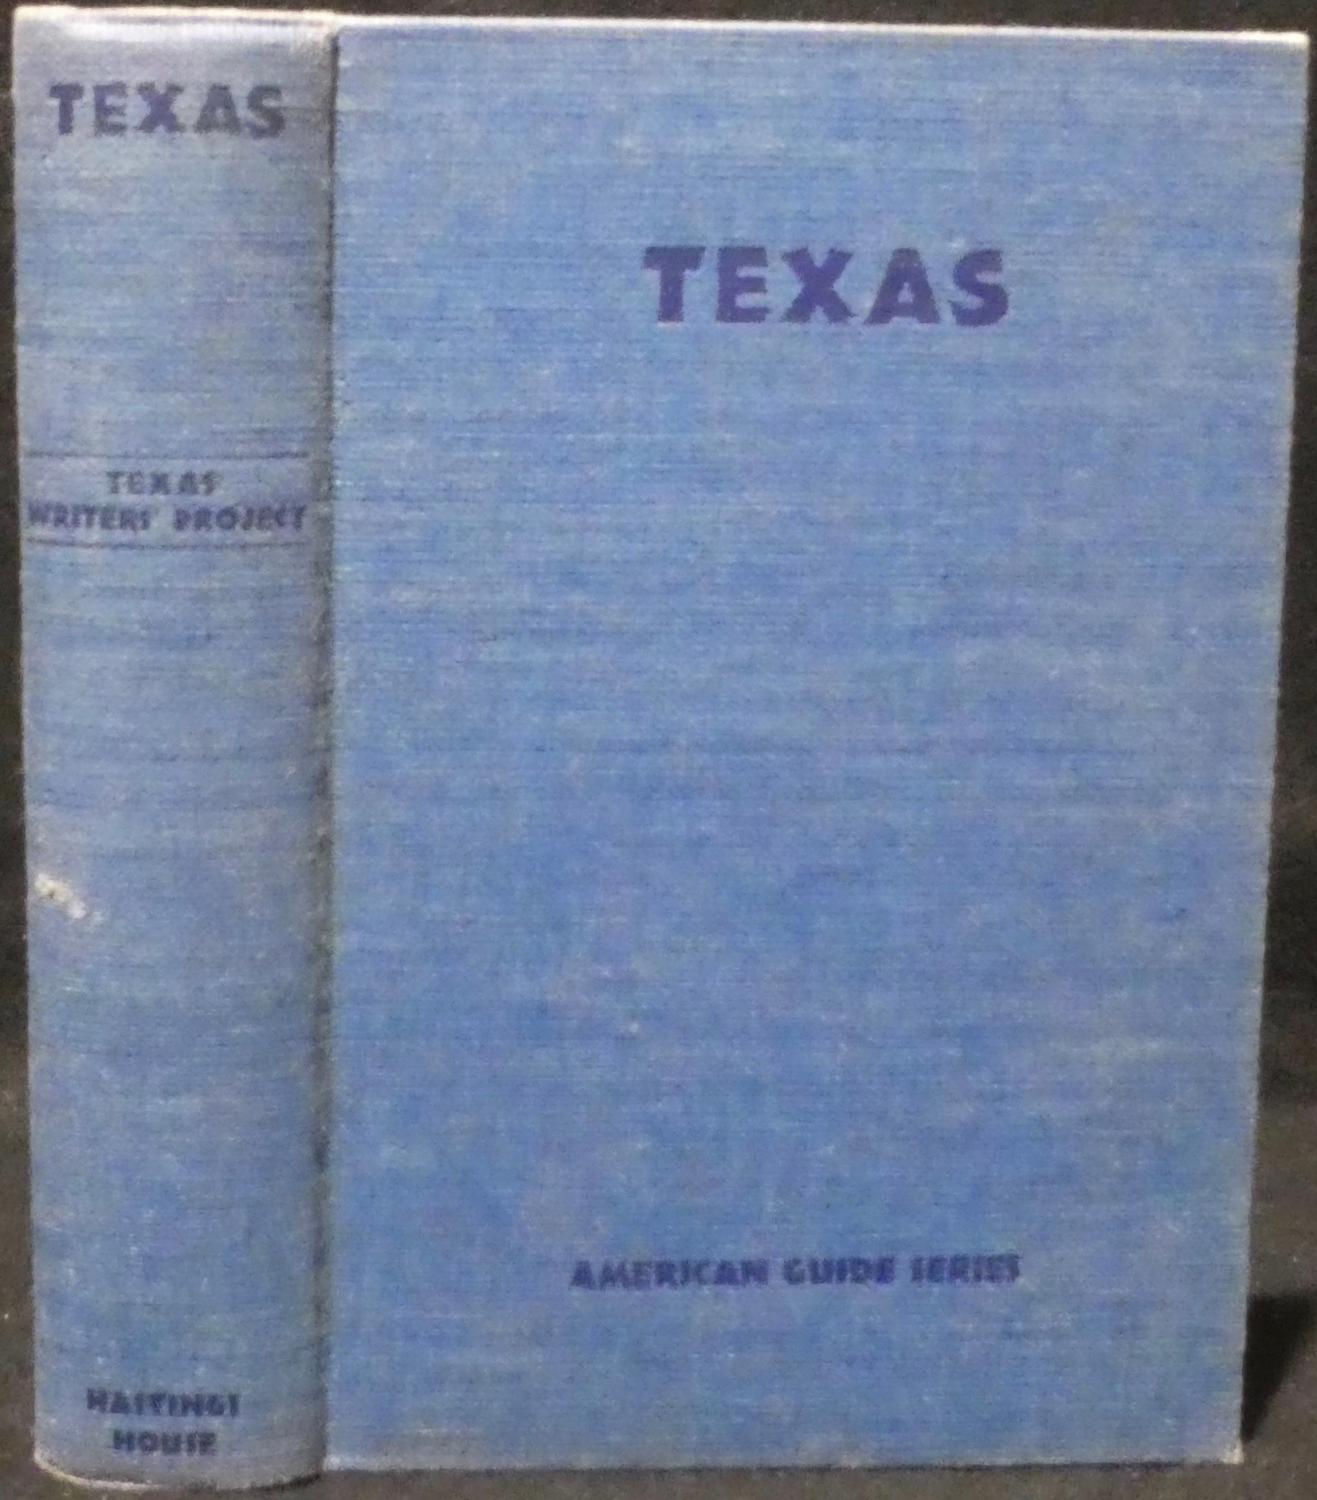 TEXAS
TEXAS
WRITERS' PROJECT
HASTINGS
HOUSE
TEXAS
AMERICAN GUIDE SERIES